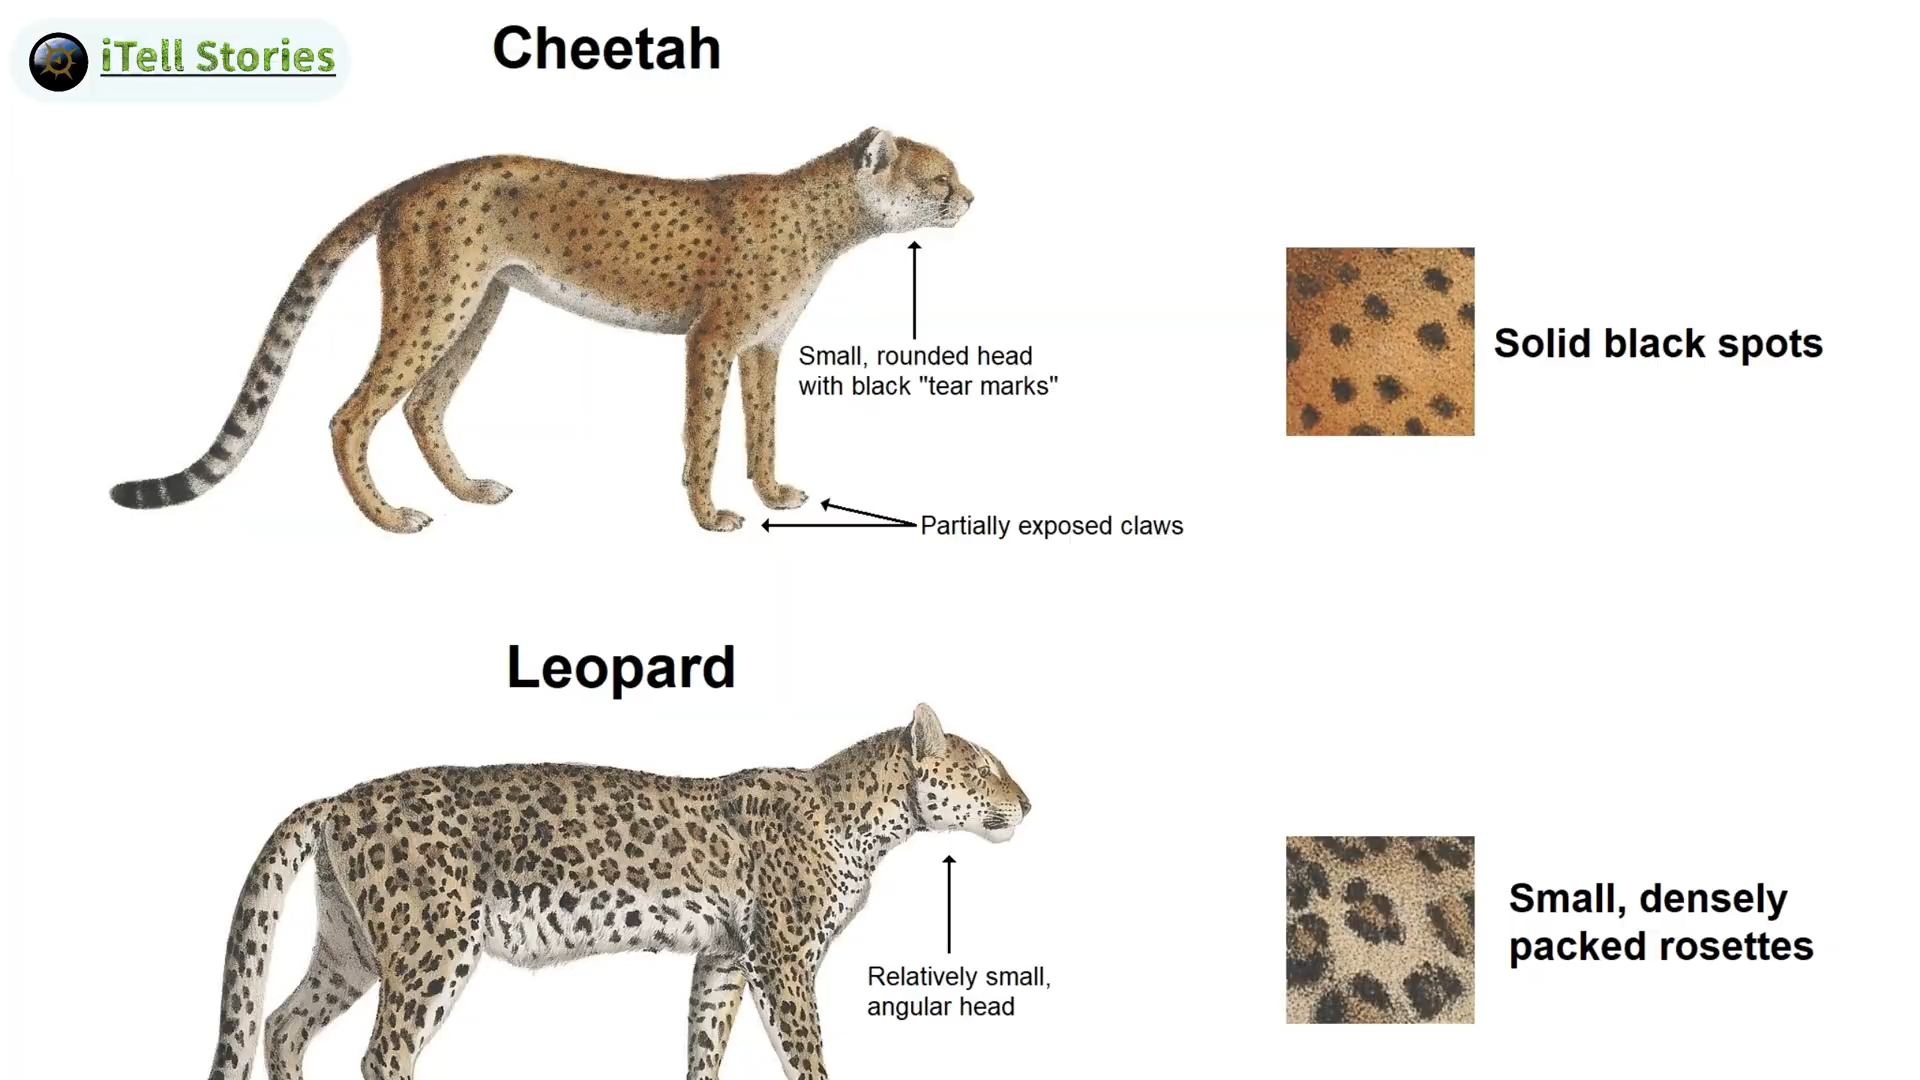 iTell Stories
Cheetah
Small, rounded head
with black "tear marks"
Solid black spots
Partially exposed claws
Leopard
Relatively small,
angular head
Small, densely
packed rosettes